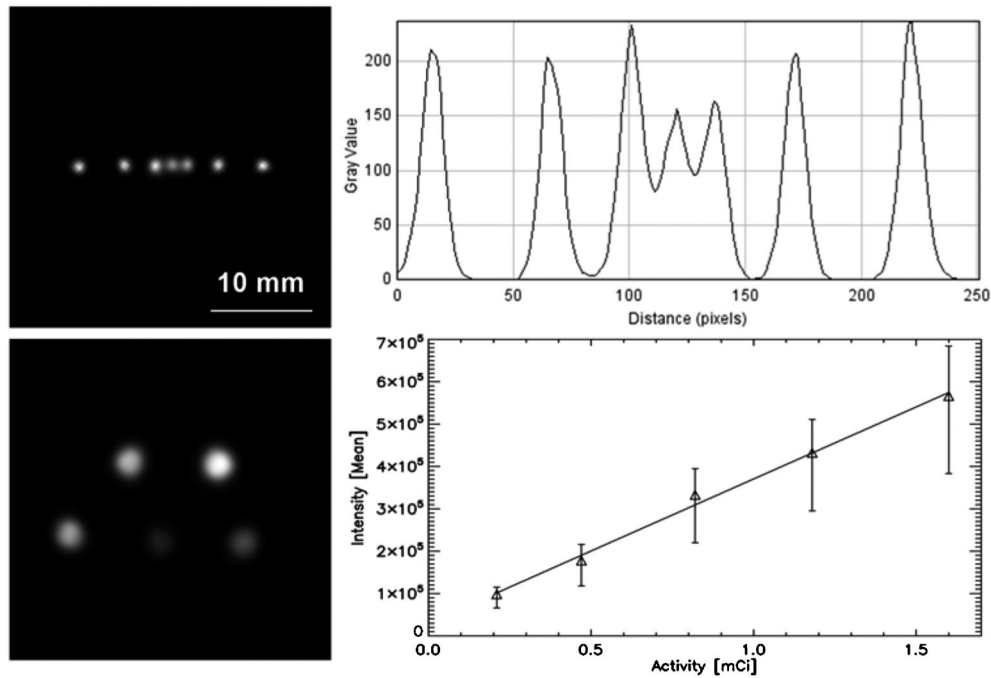 10 mm
200
150
100
50
0
Gray Value
0 50 100 150 200 250
Distance (pixels)
7×10⁵
6×10⁵
5×10⁵
4×10⁵
3×10⁵
2×10⁵
1×10⁵
0
Intensity [Mean]
0.0 0.5 1.0 1.5
Activity [mCi]